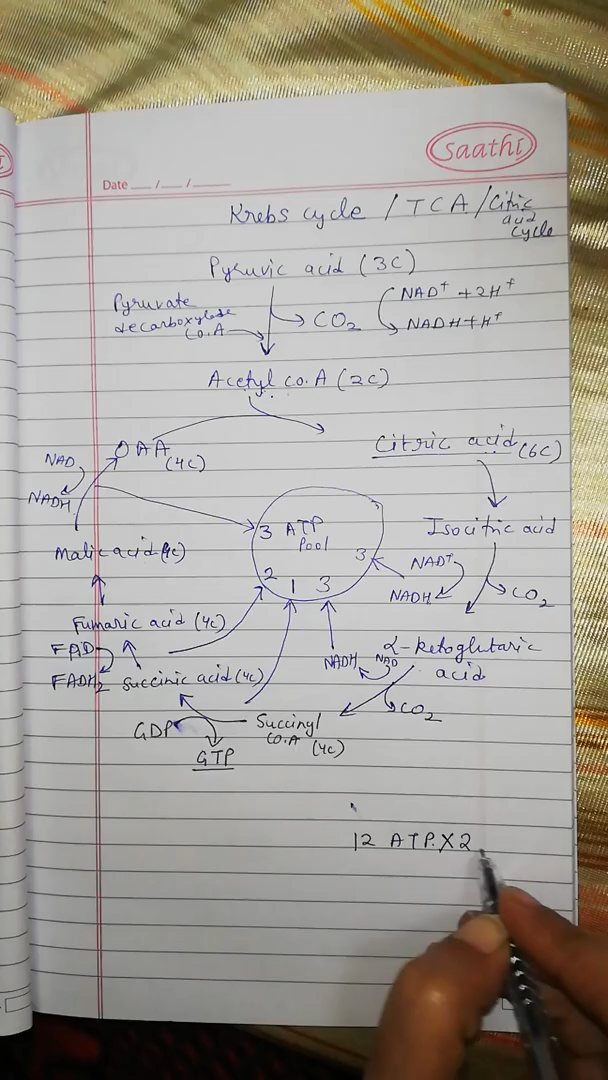 Saathi
Date __/__/____
Krebs cycle / TCA / Citric
acid
cycle
Pyruvic acid (3C)
Pyruvate
decarboxylase
CO.A
CO2
NAD+ + 2H+
NADH + H+
Acetyl CO.A (2C)
OAA
(4C)
NAD
NADH
Citric acid (6C)
3 ATP
Pool
3
2
1
3
Isocitric acid
Malic acid (4C)
NAD+
NADH
CO2
Fumaric acid (4C)
FAD
FADH2
Succinic acid (4C)
NADH
NAD
α-ketoglutaric
acid
CO2
GDP
GTP
Succinyl
CO.A
(4C)
12 ATP X 2